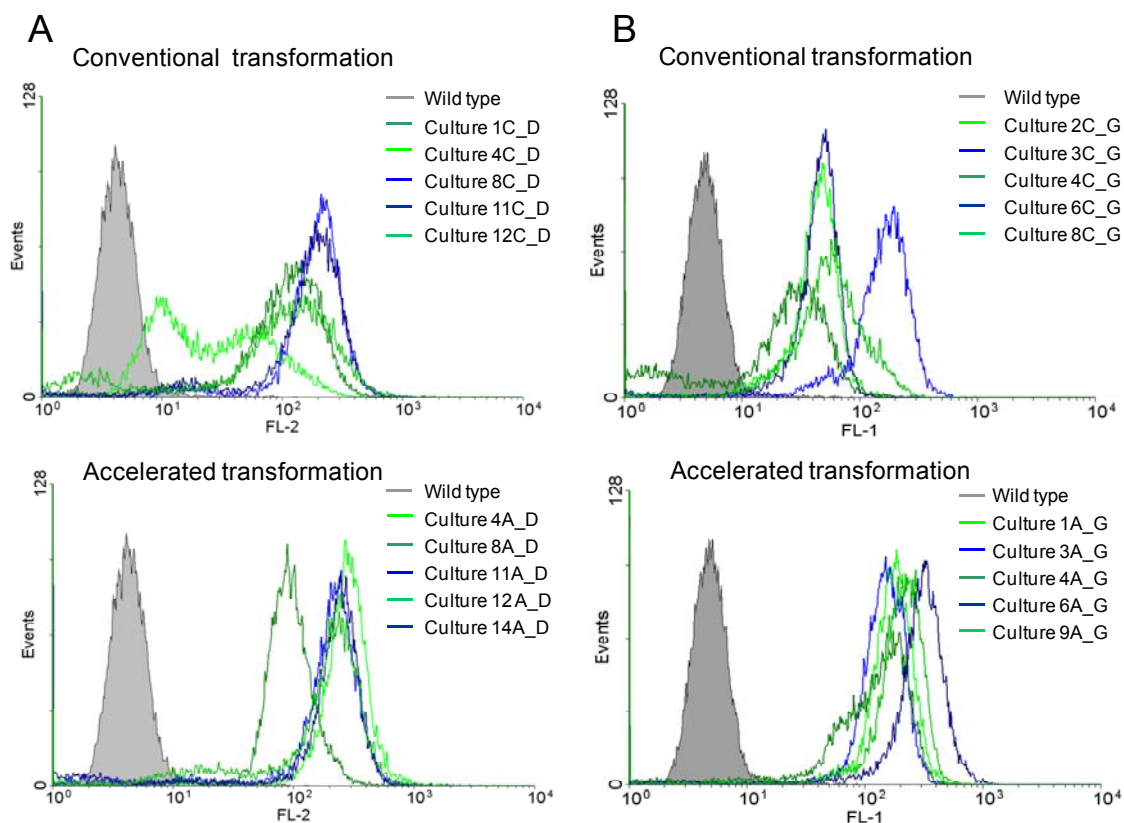 A
Conventional transformation
128
Events
0
10^0 10^1 10^2 10^3 10^4
FL-2
Wild type
Culture 1C_D
Culture 4C_D
Culture 8C_D
Culture 11C_D
Culture 12C_D
B
Conventional transformation
128
Events
0
10^0 10^1 10^2 10^3 10^4
FL-1
Wild type
Culture 2C_G
Culture 3C_G
Culture 4C_G
Culture 6C_G
Culture 8C_G
Accelerated transformation
128
Events
0
10^0 10^1 10^2 10^3 10^4
FL-2
Wild type
Culture 4A_D
Culture 8A_D
Culture 11A_D
Culture 12A_D
Culture 14A_D
Accelerated transformation
128
Events
0
10^0 10^1 10^2 10^3 10^4
FL-1
Wild type
Culture 1A_G
Culture 3A_G
Culture 4A_G
Culture 6A_G
Culture 9A_G